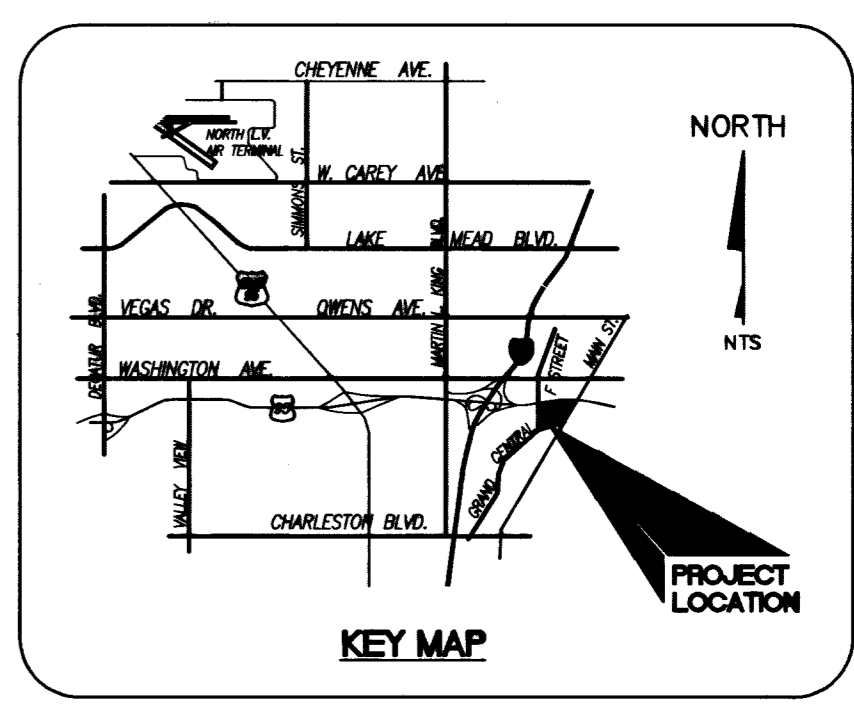 CHEYENNE AVE.
NORTH L.V.
AIR TERMINAL
SIMMONS ST.
W. CAREY AVE
NORTH
LAKE MEAD BLVD.
MARTIN L. KING BLVD.
DECATUR BLVD.
VEGAS DR.
OWENS AVE.
MAIN ST.
NTS
F STREET
WASHINGTON AVE.
95
VALLEY VIEW
GRAND CENTRAL
CHARLESTON BLVD.
PROJECT
LOCATION
KEY MAP